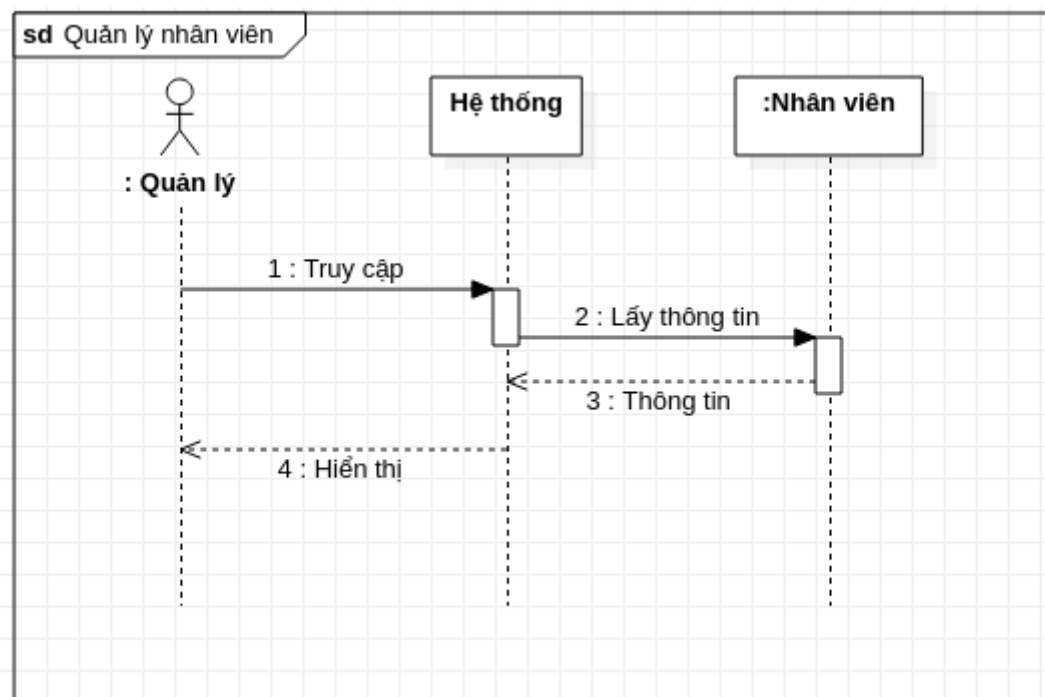 sd Quản lý nhân viên
Hệ thống
:Nhân viên
: Quản lý
1 : Truy cập
2 : Lấy thông tin
3 : Thông tin
4 : Hiển thị